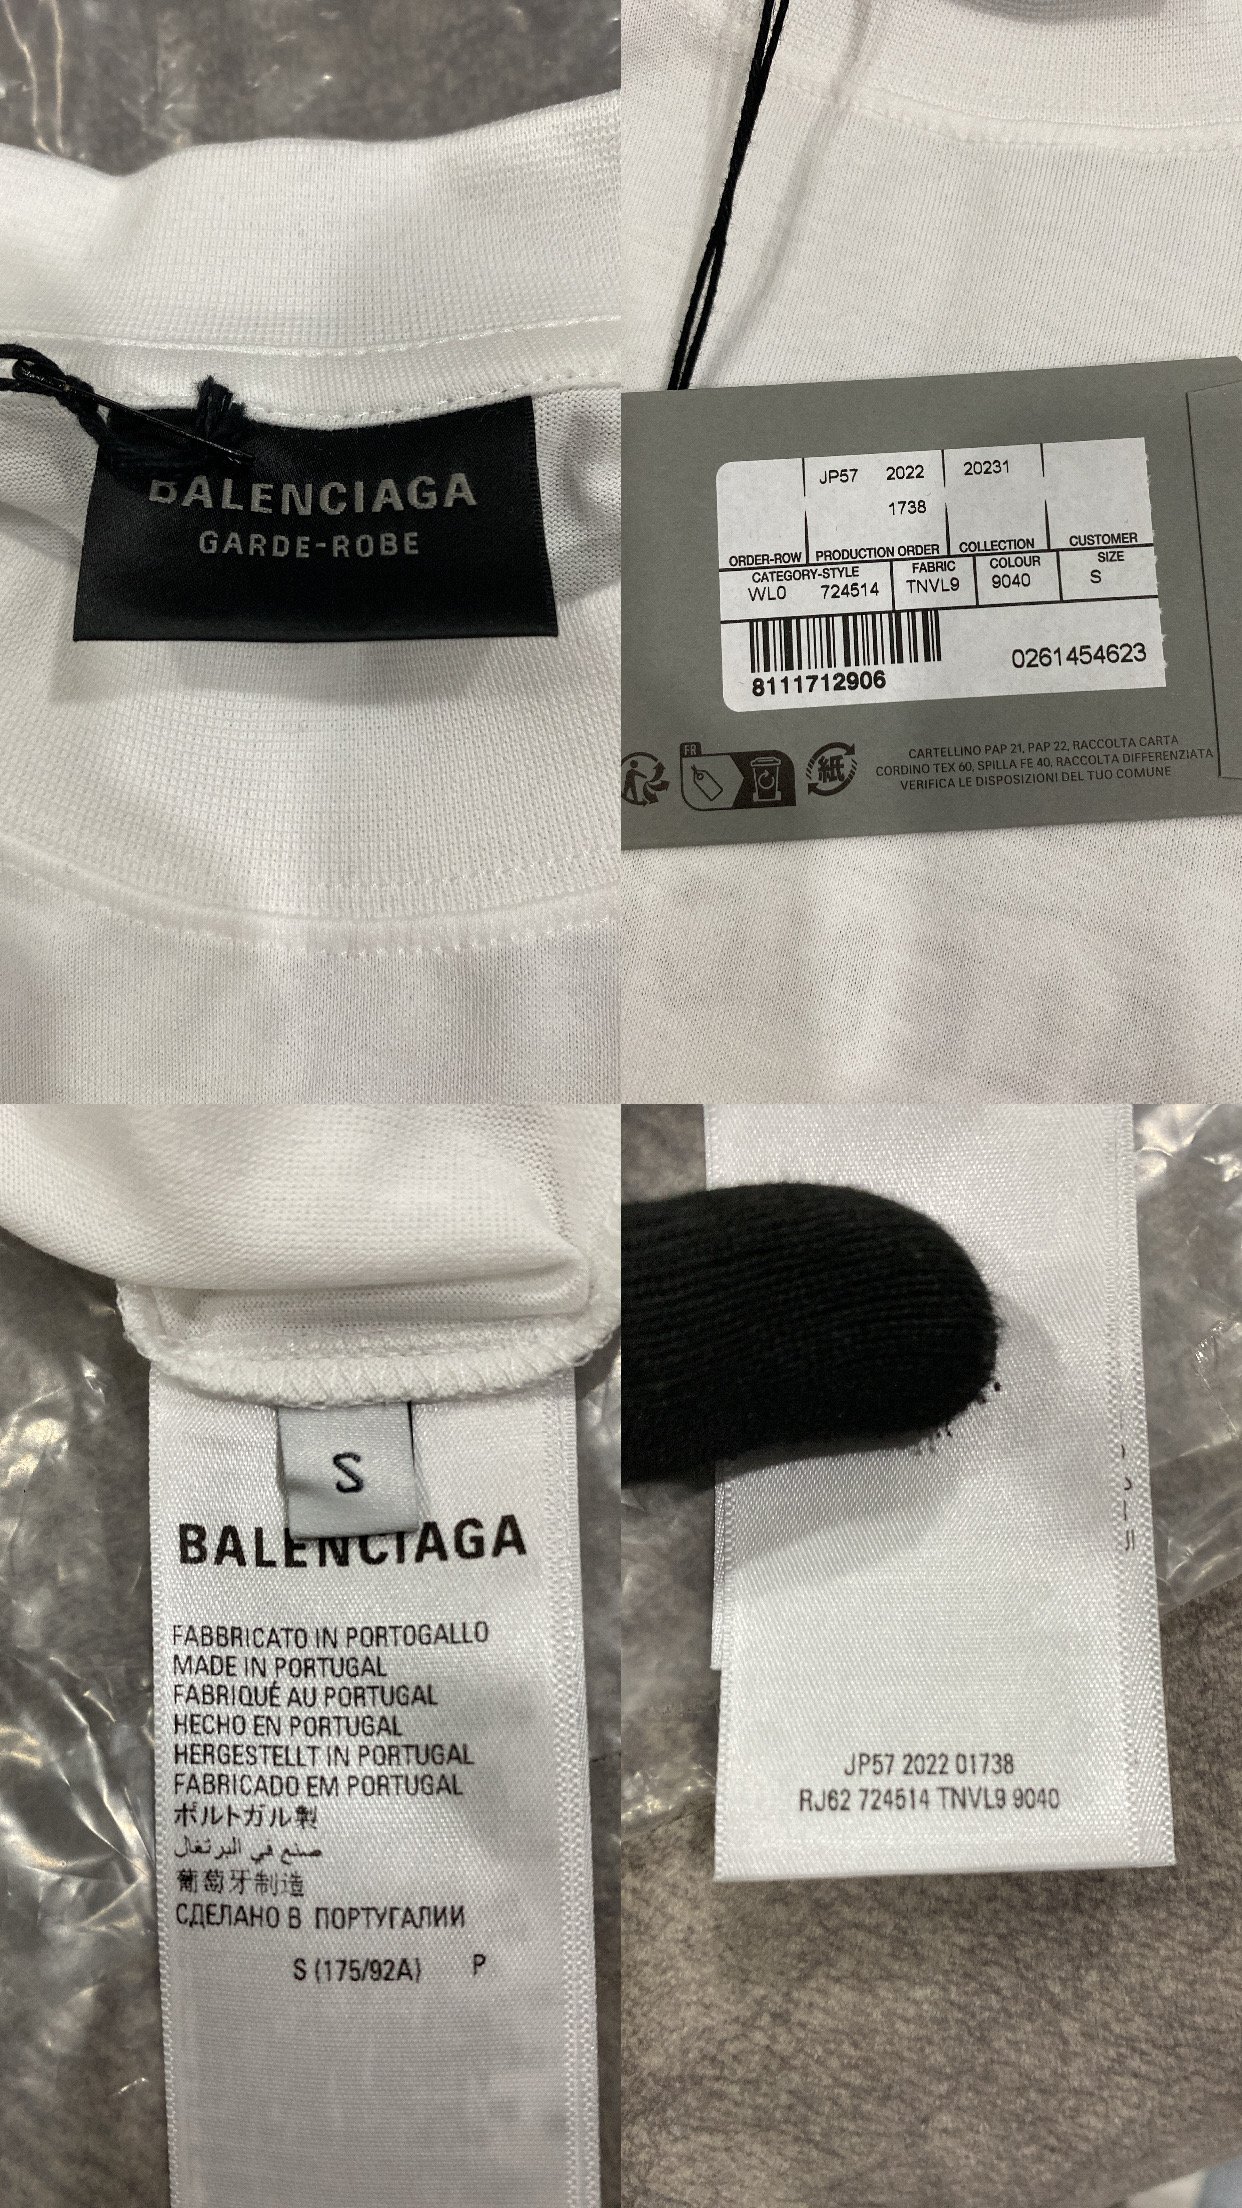 BALENCIAGA
GARDE-ROBE
JP57 2022 20231
1738
ORDER-ROW PRODUCTION ORDER COLLECTION CUSTOMER
CATEGORY-STYLE FABRIC COLOUR SIZE
WL0 724514 TNVL9 9040 S
8111712906
0261454623
FR
紙
CARTELLINO PAP 21, PAP 22, RACCOLTA CARTA
CORDINO TEX 60, SPILLA FE 40, RACCOLTA DIFFERENZIATA
VERIFICA LE DISPOSIZIONI DEL TUO COMUNE
S
BALENCIAGA
FABBRICATO IN PORTOGALLO
MADE IN PORTUGAL
FABRIQUÉ AU PORTUGAL
HECHO EN PORTUGAL
HERGESTELLT IN PORTUGAL
FABRICADO EM PORTUGAL
ポルトガル製
صنع في البرتغال
葡萄牙制造
СДЕЛАНО В ПОРТУГАЛИИ
S (175/92A) P
JP57 2022 01738
RJ62 724514 TNVL9 9040